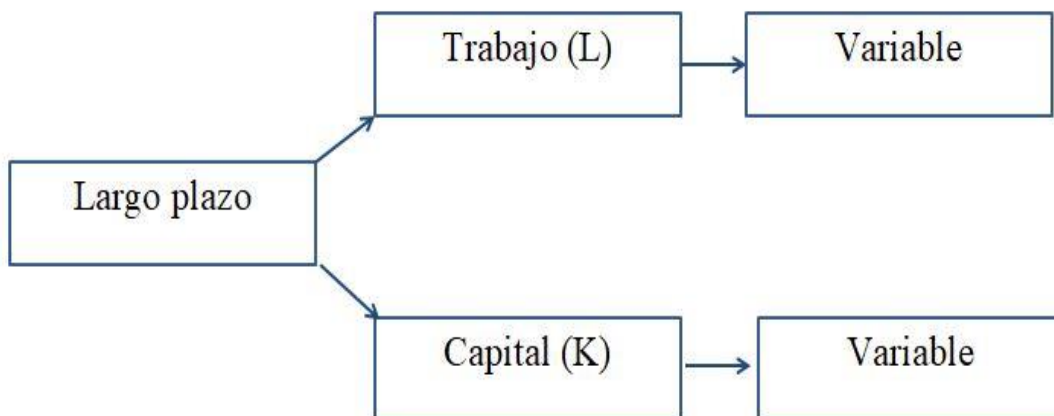 Trabajo (L)
Variable
Largo plazo
Capital (K)
Variable